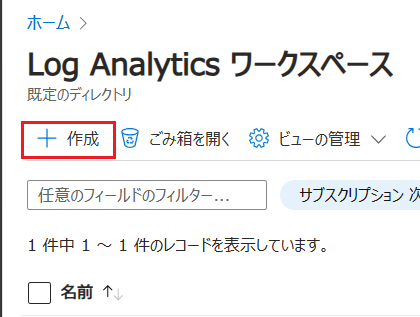 ホーム >
Log Analytics ワークスペース
既定のディレクトリ
+ 作成 ごみ箱を開く ビューの管理
任意のフィールドのフィルター... サブスクリプション 次
1 件中 1 ～ 1 件のレコードを表示しています。
名前 ↑↓